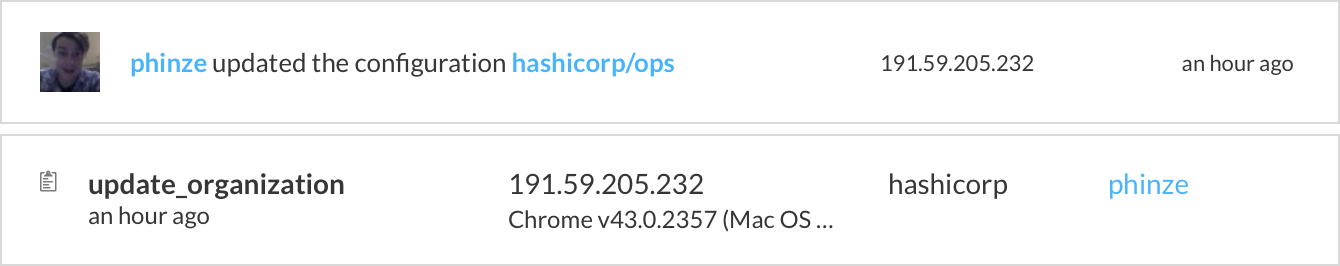 phinze updated the configuration hashicorp/ops 191.59.205.232 an hour ago
update_organization 191.59.205.232 hashicorp phinze
an hour ago Chrome v43.0.2357 (Mac OS ...